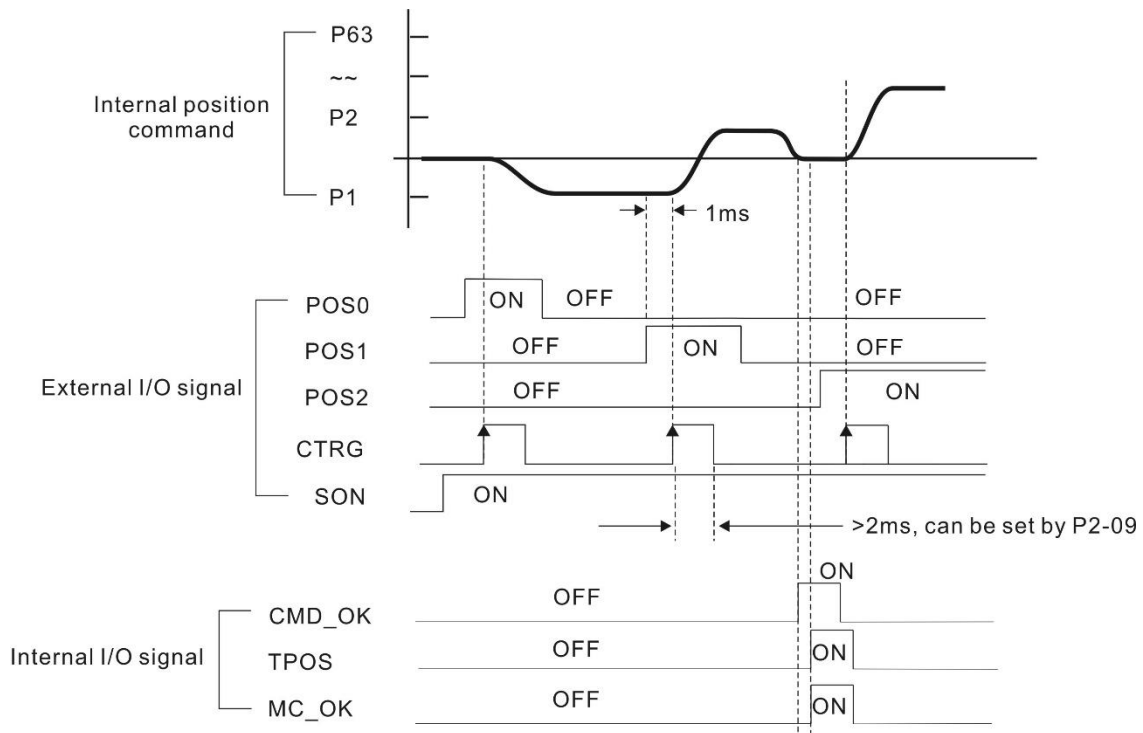 P63
~~
Internal position
command
P2
P1
1ms
POS0
ON
OFF
OFF
POS1
OFF
ON
OFF
External I/O signal
POS2
OFF
ON
CTRG
SON
ON
>2ms, can be set by P2-09
ON
CMD_OK
OFF
Internal I/O signal
TPOS
OFF
ON
MC_OK
OFF
ON